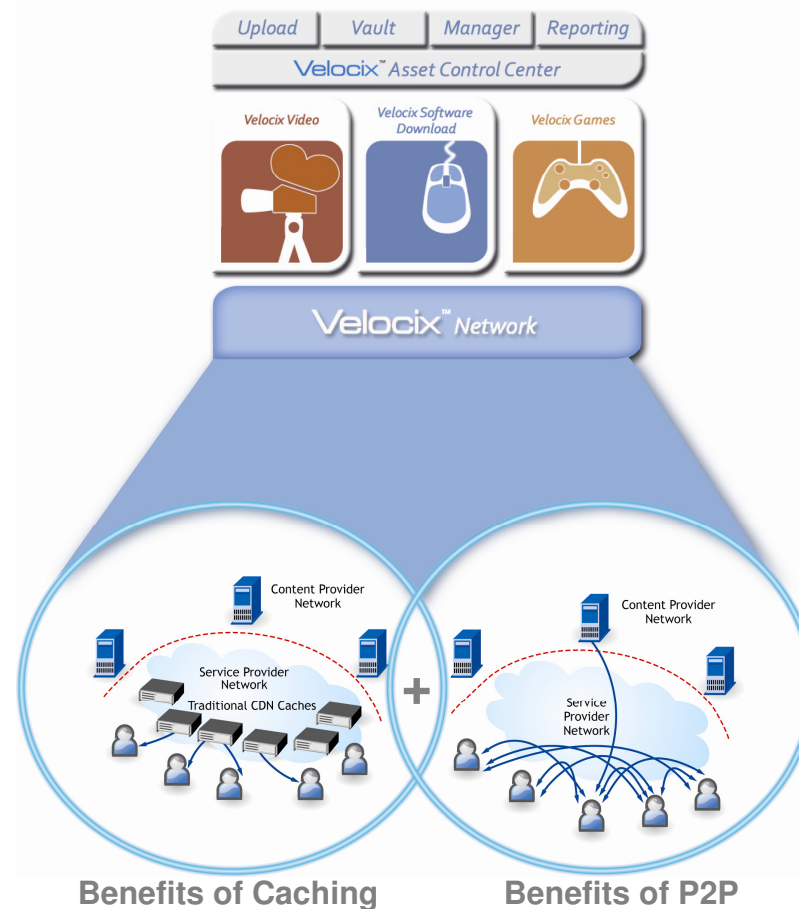 Upload Vault Manager Reporting
Velocix™ Asset Control Center
Velocix Video
Velocix Software
Download
Velocix Games
Velocix™ Network
Content Provider
Network
Service Provider
Network
Traditional CDN Caches
+
Content Provider
Network
Service
Provider
Network
Benefits of Caching
Benefits of P2P